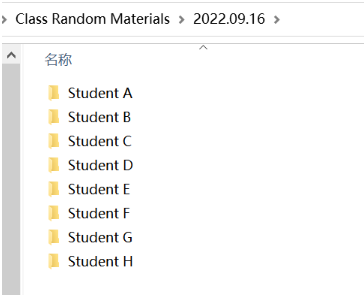 Class Random Materials > 2022.09.16 >
名称
Student A
Student B
Student C
Student D
Student E
Student F
Student G
Student H